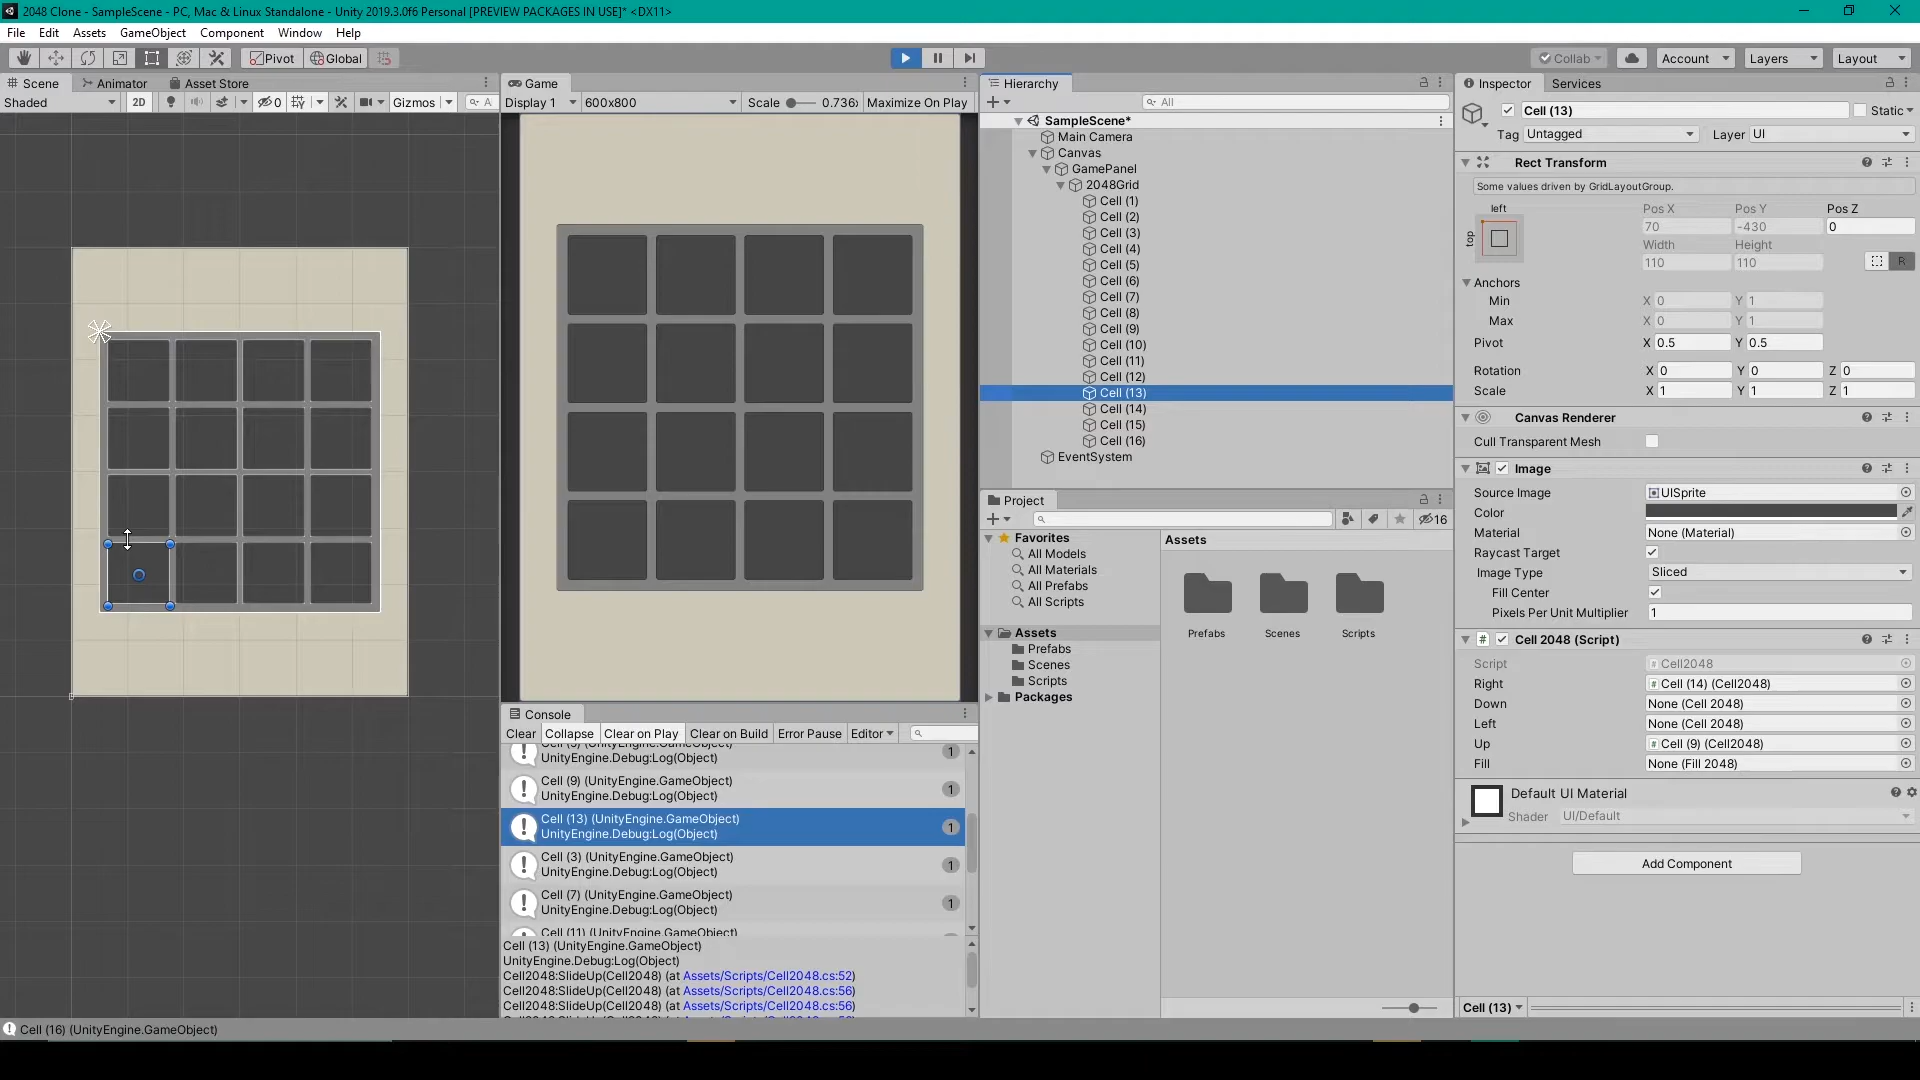 2048 Clone - SampleScene - PC, Mac & Linux Standalone - Unity 2019.3.0f6 Personal [PREVIEW PACKAGES IN USE]* <DX11>
File Edit Assets GameObject Component Window Help
Pivot Global Collab Account Layers Layout
Scene Animator Asset Store
Shaded 2D 0 Gizmos A
Game
Display 1 600x800 Scale 0.736x Maximize On Play
Hierarchy
All
SampleScene*
Main Camera
Canvas
GamePanel
2048Grid
Cell (1)
Cell (2)
Cell (3)
Cell (4)
Cell (5)
Cell (6)
Cell (7)
Cell (8)
Cell (9)
Cell (10)
Cell (11)
Cell (12)
Cell (13)
Cell (14)
Cell (15)
Cell (16)
EventSystem
Project
16
Favorites
All Models
All Materials
All Prefabs
All Scripts
Assets
Prefabs
Scenes
Scripts
Packages
Assets
Prefabs Scenes Scripts
Console
Clear Collapse Clear on Play Clear on Build Error Pause Editor
Cell (5) (UnityEngine.GameObject)
UnityEngine.Debug:Log(Object)
1
Cell (9) (UnityEngine.GameObject)
UnityEngine.Debug:Log(Object)
1
Cell (13) (UnityEngine.GameObject)
UnityEngine.Debug:Log(Object)
1
Cell (3) (UnityEngine.GameObject)
UnityEngine.Debug:Log(Object)
1
Cell (7) (UnityEngine.GameObject)
UnityEngine.Debug:Log(Object)
1
Cell (11) (UnityEngine.GameObject)
Cell (13) (UnityEngine.GameObject)
UnityEngine.Debug:Log(Object)
Cell2048:SlideUp(Cell2048) (at Assets/Scripts/Cell2048.cs:52)
Cell2048:SlideUp(Cell2048) (at Assets/Scripts/Cell2048.cs:56)
Cell2048:SlideUp(Cell2048) (at Assets/Scripts/Cell2048.cs:56)
Inspector Services
Cell (13) Static
Tag Untagged Layer UI
Rect Transform
Some values driven by GridLayoutGroup.
left
top
Pos X Pos Y Pos Z
70 -430 0
Width Height
110 110 R
Anchors
Min X 0 Y 1
Max X 0 Y 1
Pivot X 0.5 Y 0.5
Rotation X 0 Y 0 Z 0
Scale X 1 Y 1 Z 1
Canvas Renderer
Cull Transparent Mesh
Image
Source Image UISprite
Color
Material None (Material)
Raycast Target
Image Type Sliced
Fill Center
Pixels Per Unit Multiplier 1
# Cell 2048 (Script)
Script Cell2048
Right Cell (14) (Cell2048)
Down None (Cell 2048)
Left None (Cell 2048)
Up Cell (9) (Cell2048)
Fill None (Fill 2048)
Default UI Material
Shader UI/Default
Add Component
Cell (13)
Cell (16) (UnityEngine.GameObject)